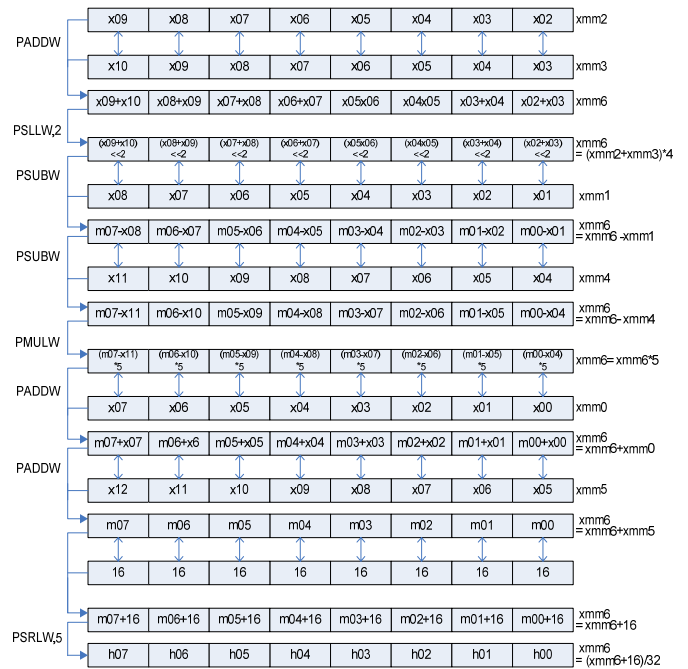 x09 x08 x07 x06 x05 x04 x03 x02 xmm2
PADDW
x10 x09 x08 x07 x06 x05 x04 x03 xmm3
x09+x10 x08+x09 x07+x08 x06+x07 x05x06 x04x05 x03+x04 x02+x03 xmm6
PSLLW,2
(x09+x10) (x08+x09) (x07+x08) (x06+x07) (x05x06) (x04x05) (x03+x04) (x02+x03) xmm6
<<2 <<2 <<2 <<2 <<2 <<2 <<2 <<2 = (xmm2+xmm3)*4
PSUBW
x08 x07 x06 x05 x04 x03 x02 x01 xmm1
m07-x08 m06-x07 m05-x06 m04-x05 m03-x04 m02-x03 m01-x02 m00-x01 xmm6
= xmm6 -xmm1
PSUBW
x11 x10 x09 x08 x07 x06 x05 x04 xmm4
m07-x11 m06-x10 m05-x09 m04-x08 m03-x07 m02-x06 m01-x05 m00-x04 xmm6
= xmm6-xmm4
PMULW
(m07-x11) (m06-x10) (m05-x09) (m04-x08) (m03-x07) (m02-x06) (m01-x05) (m00-x04) xmm6= xmm6*5
*5 *5 *5 *5 *5 *5 *5 *5
PADDW
x07 x06 x05 x04 x03 x02 x01 x00 xmm0
m07+x07 m06+x6 m05+x05 m04+x04 m03+x03 m02+x02 m01+x01 m00+x00 xmm6
= xmm6+xmm0
PADDW
x12 x11 x10 x09 x08 x07 x06 x05 xmm5
m07 m06 m05 m04 m03 m02 m01 m00 xmm6
= xmm6+xmm5
16 16 16 16 16 16 16 16
m07+16 m06+16 m05+16 m04+16 m03+16 m02+16 m01+16 m00+16 xmm6
= xmm6+16
PSRLW,5
h07 h06 h05 h04 h03 h02 h01 h00 xmm6
= (xmm6+16)/32